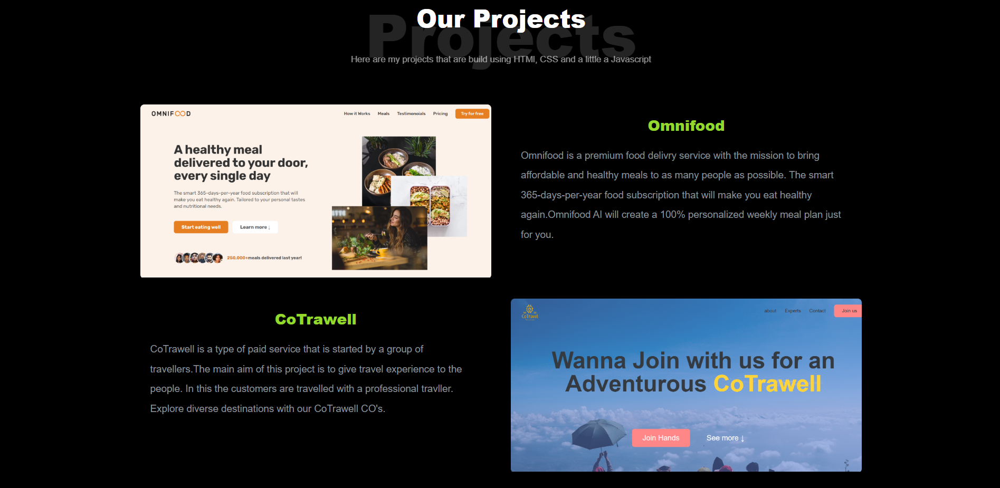 Projects
Our Projects
Here are my projects that are build using HTMl, CSS and a little a Javascript
OMNIFOOD
How it Works Meals Testimonoials Pricing Try for free
A healthy meal
delivered to your door,
every single day
The smart 365-days-per-year food subscription that will
make you eat healthy again. Tailored to your personal tastes
and nutritional needs.
Start eating well Learn more ↓
250,000+meals delivered last year!
Omnifood
Omnifood is a premium food delivry service with the mission to bring
affordable and healthy meals to as many people as possible. The smart
365-days-per-year food subscription that will make you eat healthy
again.Omnifood AI will create a 100% personalized weekly meal plan just
for you.
CoTrawell
CoTrawell is a type of paid service that is started by a group of
travellers.The main aim of this project is to give travel experience to the
people. In this the customers are travelled with a professional travller.
Explore diverse destinations with our CoTrawell CO's.
CoTravel
about Experts Contact Join us
Wanna Join with us for an
Adventurous CoTrawell
Join Hands See more ↓